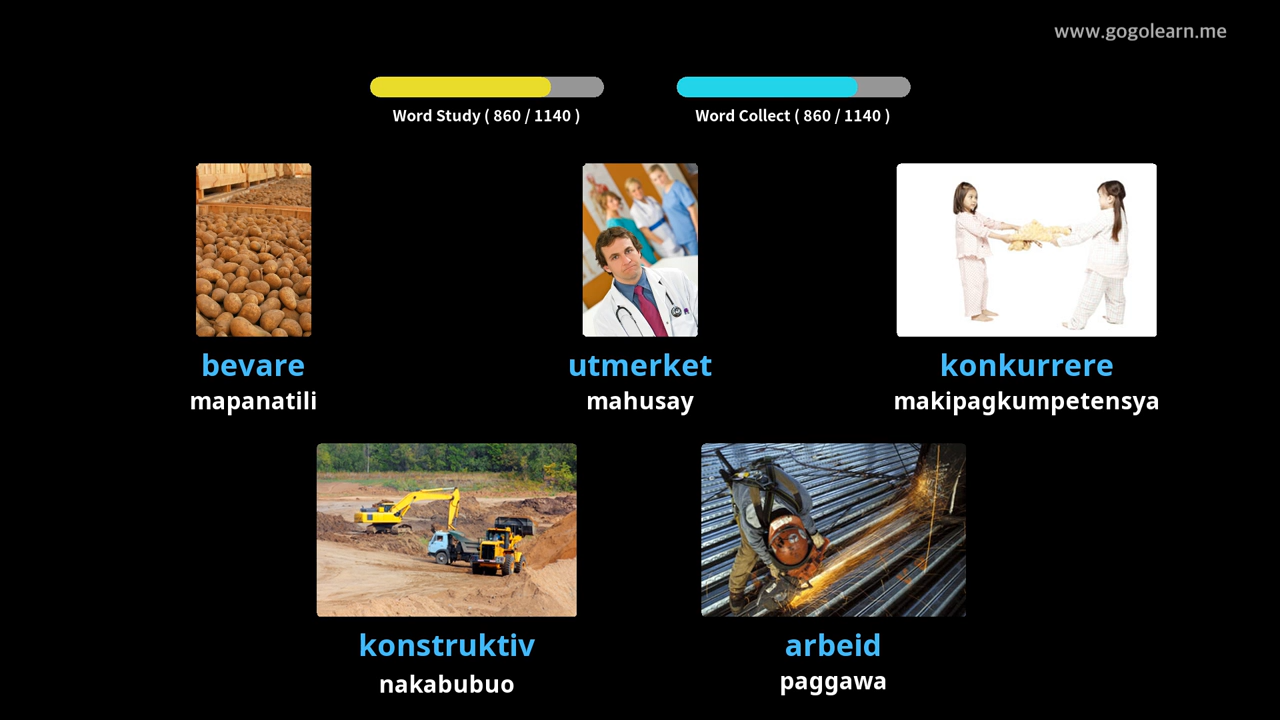 www.gogolearn.me
Word Study ( 860 / 1140 )
Word Collect ( 860 / 1140 )
bevare
mapanatili
utmerket
mahusay
konkurrere
makipagkumpetensya
konstruktiv
nakabubuo
arbeid
paggawa